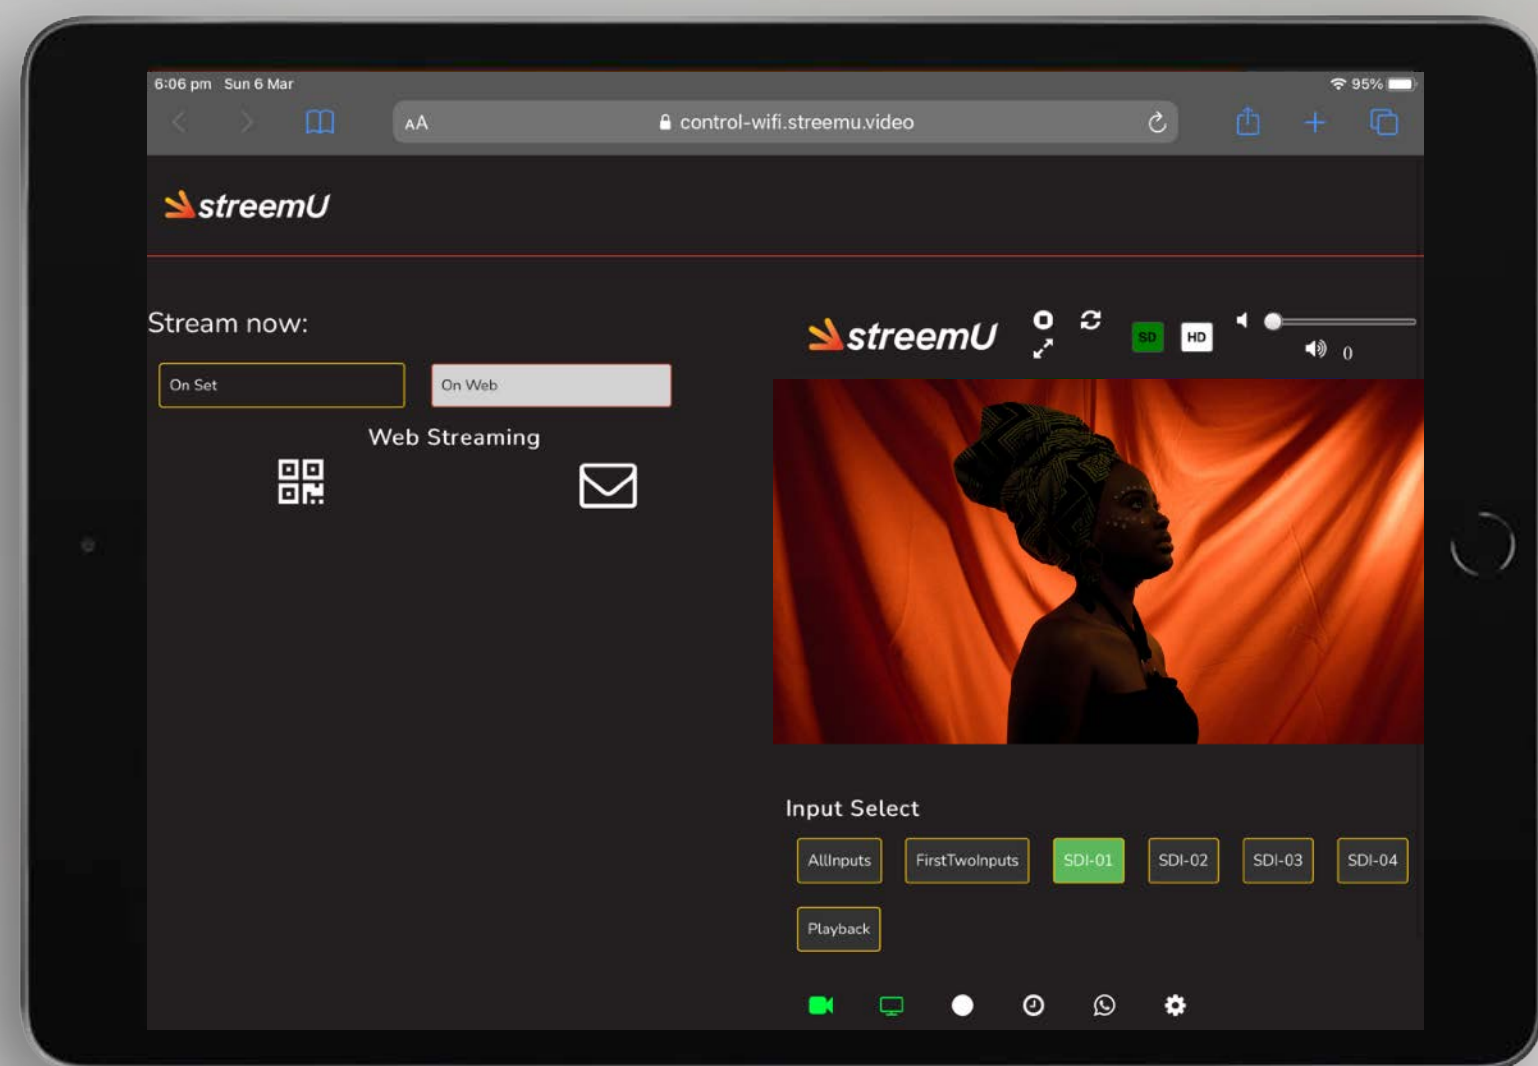 6:06 pm Sun 6 Mar
95%
AA
control-wifi.streemu.video
streemU
Stream now:
On Set
On Web
Web Streaming
streemU
SD
HD
0
Input Select
AllInputs
FirstTwoInputs
SDI-01
SDI-02
SDI-03
SDI-04
Playback